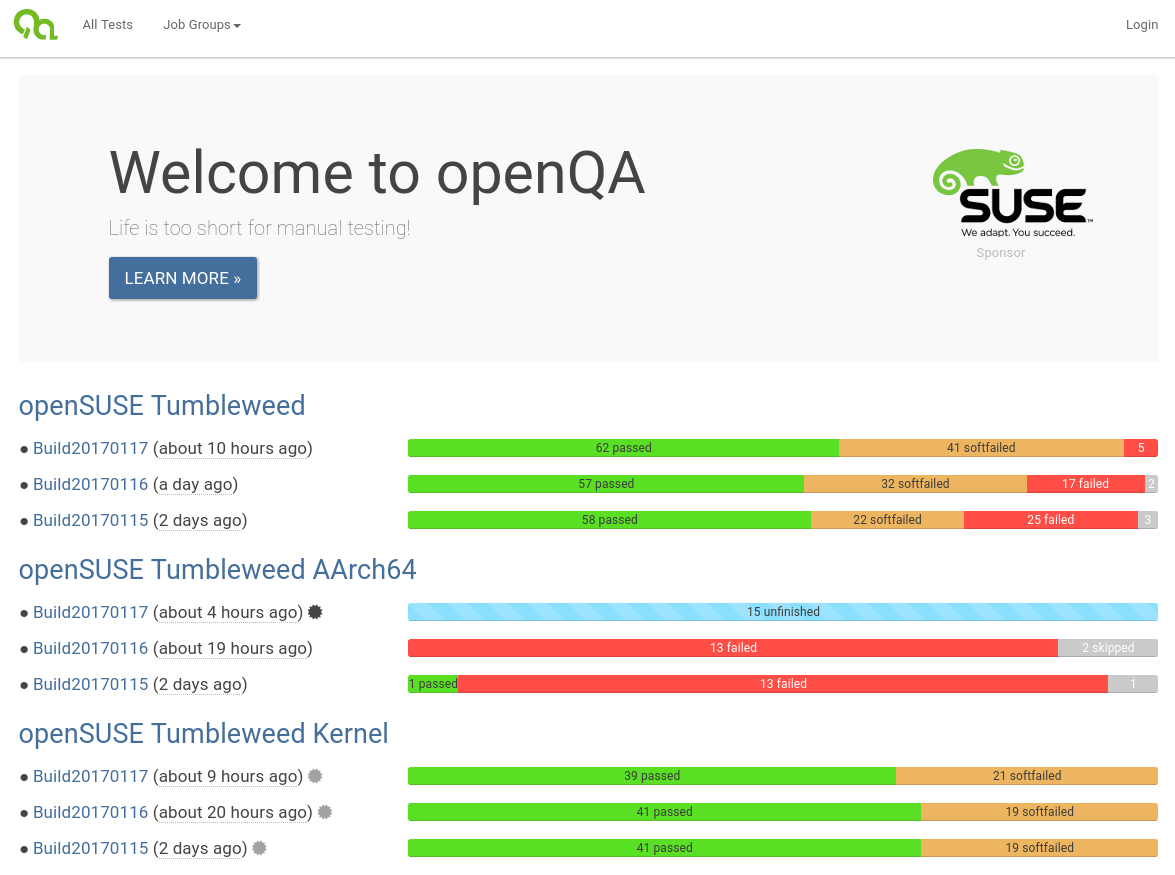 All Tests Job Groups Login
Welcome to openQA
Life is too short for manual testing!
LEARN MORE »
SUSE™
We adapt. You succeed.
Sponsor
openSUSE Tumbleweed
● Build20170117 (about 10 hours ago) 62 passed 41 softfailed 5
● Build20170116 (a day ago) 57 passed 32 softfailed 17 failed 2
● Build20170115 (2 days ago) 58 passed 22 softfailed 25 failed 3
openSUSE Tumbleweed AArch64
● Build20170117 (about 4 hours ago) 15 unfinished
● Build20170116 (about 19 hours ago) 13 failed 2 skipped
● Build20170115 (2 days ago) 1 passed 13 failed 1
openSUSE Tumbleweed Kernel
● Build20170117 (about 9 hours ago) 39 passed 21 softfailed
● Build20170116 (about 20 hours ago) 41 passed 19 softfailed
● Build20170115 (2 days ago) 41 passed 19 softfailed